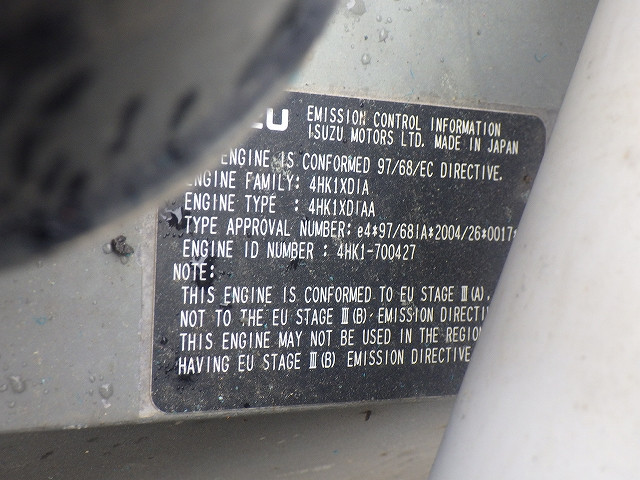 ZU EMISSION CONTROL INFORMATION
ISUZU MOTORS LTD. MADE IN JAPAN
ENGINE IS CONFORMED 97/68/EC DIRECTIVE.
ENGINE FAMILY: 4HK1XDIA
ENGINE TYPE : 4HK1XDIAA
TYPE APPROVAL NUMBER: e4*97/68IA*2004/26*0017*
ENGINE ID NUMBER : 4HK1-700427
NOTE:
THIS ENGINE IS CONFORMED TO EU STAGE Ⅲ(A),
NOT TO THE EU STAGE Ⅲ(B) EMISSION DIRECTI
THIS ENGINE MAY NOT BE USED IN THE REGION
HAVING EU STAGE Ⅲ(B) EMISSION DIRECTIVE